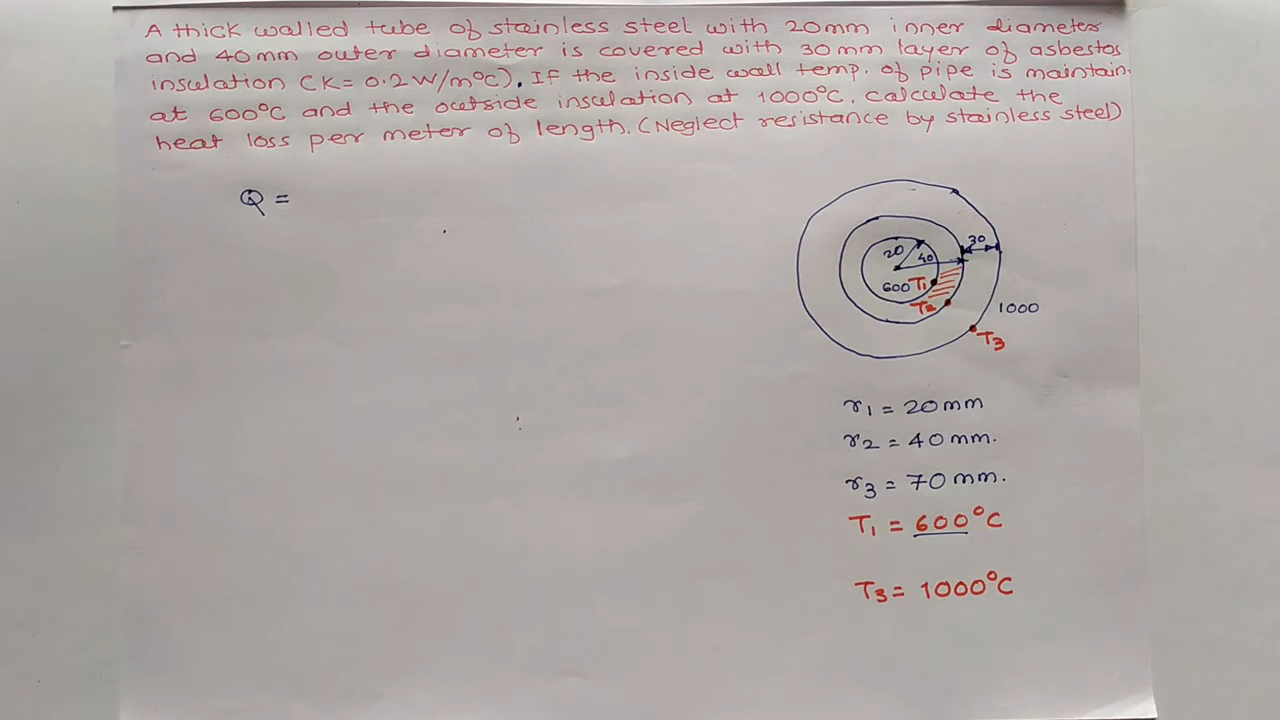 A thick walled tube of stainless steel with 20mm inner diameter
and 40mm outer diameter is covered with 30mm layer of asbestos
insulation (K = 0.2 W/m°C). If the inside wall temp. of pipe is maintain.
at 600°C and the outside insulation at 1000°C. calculate the
heat loss per meter of length. (Neglect resistance by stainless steel)
Q =
30
20
40
600 T1
T2
1000
T3
r1 = 20mm
r2 = 40mm.
r3 = 70mm.
T1 = 600°C
T3 = 1000°C